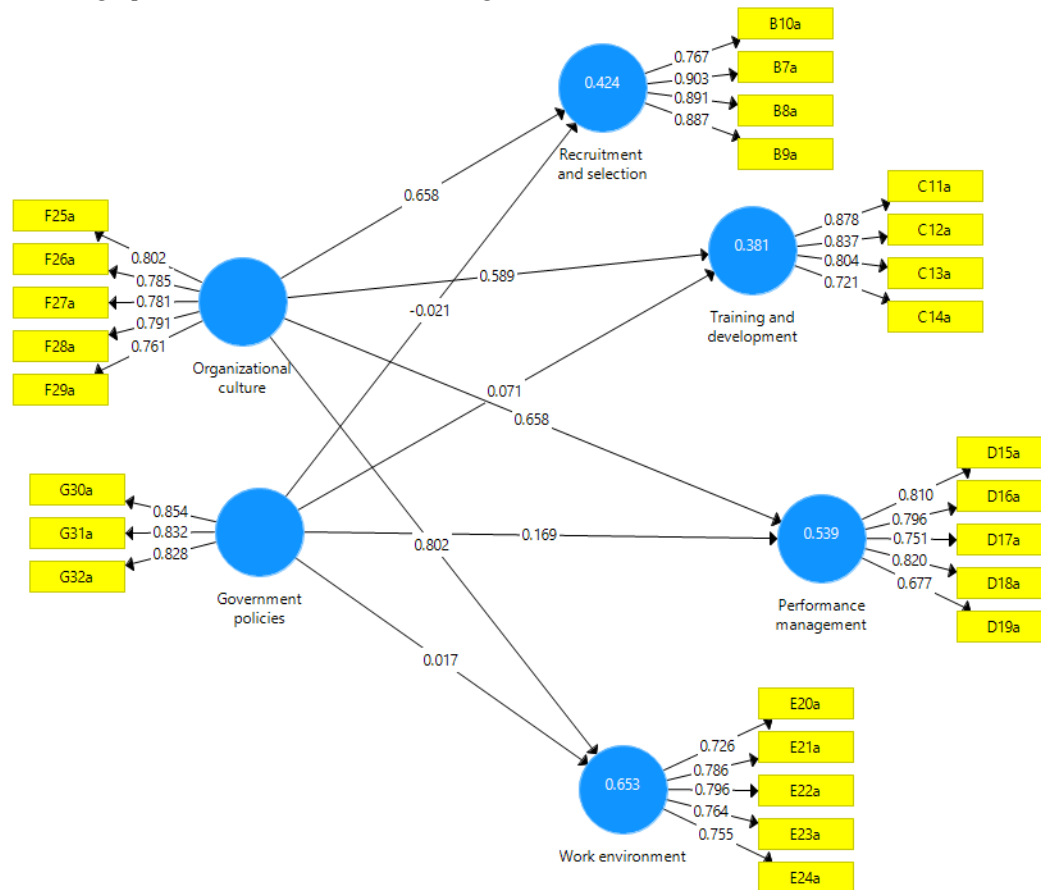 B10a
0.767
0.424
0.903
B7a
0.891
B8a
0.887
B9a
Recruitment
and selection
0.658
C11a
0.878
C12a
0.837
0.381
0.804
C13a
0.721
C14a
Training and
development
F25a
0.802
F26a
0.785
F27a
0.781
0.791
F28a
0.761
F29a
Organizational
culture
0.589
-0.021
0.071
0.658
G30a
0.854
G31a
0.832
0.828
G32a
Government
policies
0.802
0.169
D15a
0.810
D16a
0.796
0.539
0.751
D17a
0.820
D18a
0.677
D19a
Performance
management
0.017
E20a
0.726
E21a
0.786
0.653
0.796
E22a
0.764
E23a
0.755
E24a
Work environment